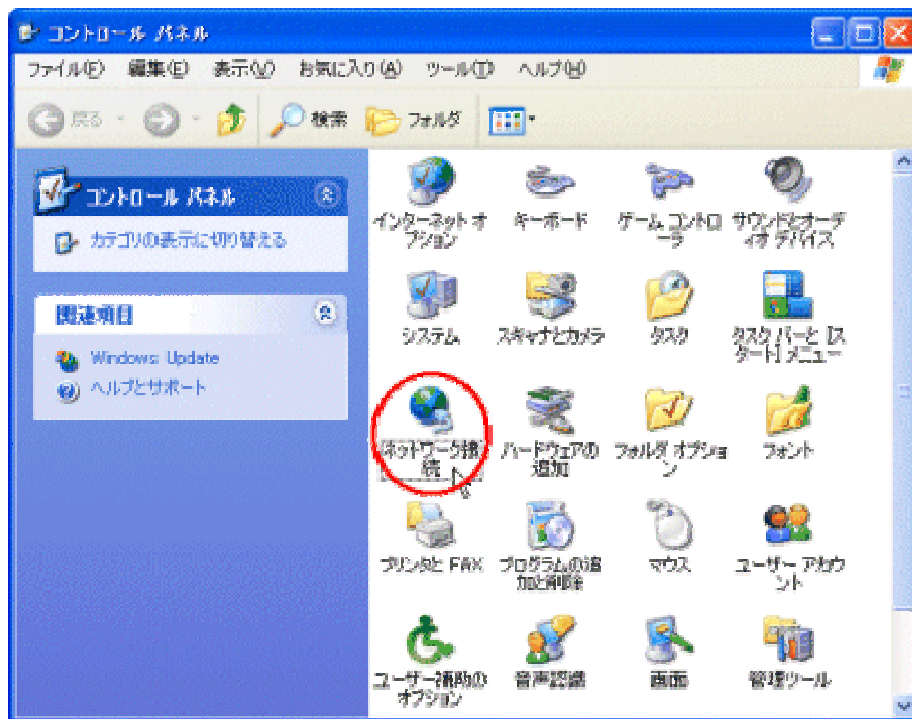 コントロール パネル
ファイル(F) 編集(E) 表示(V) お気に入り(A) ツール(T) ヘルプ(H)
戻る 検索 フォルダ
コントロール パネル
カテゴリの表示に切り替える
関連項目
Windows Update
ヘルプとサポート
インターネット オ
プション
キーボード
ゲーム コントロ
ーラ
サウンドとオーデ
ィオ デバイス
システム
スキャナとカメラ
タスク
タスク バーと [ス
タート] メニュー
ネットワーク接
続
ハードウェアの
追加
フォルダ オプショ
ン
フォント
プリンタと FAX
プログラムの追
加と削除
マウス
ユーザー アカウ
ント
ユーザー補助の
オプション
音声認識
画面
管理ツール